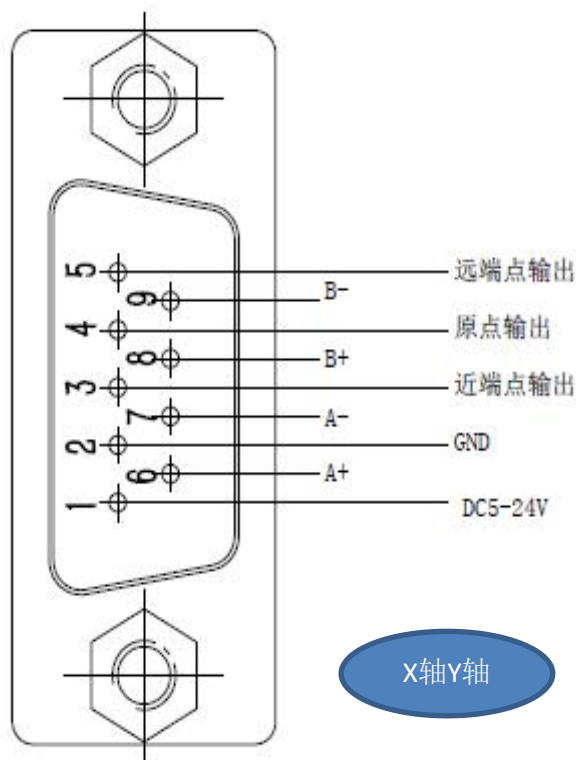 5 远端点输出
9 B-
4 原点输出
8 B+
3 近端点输出
7 A-
2 GND
6 A+
1 DC5-24V
X轴Y轴